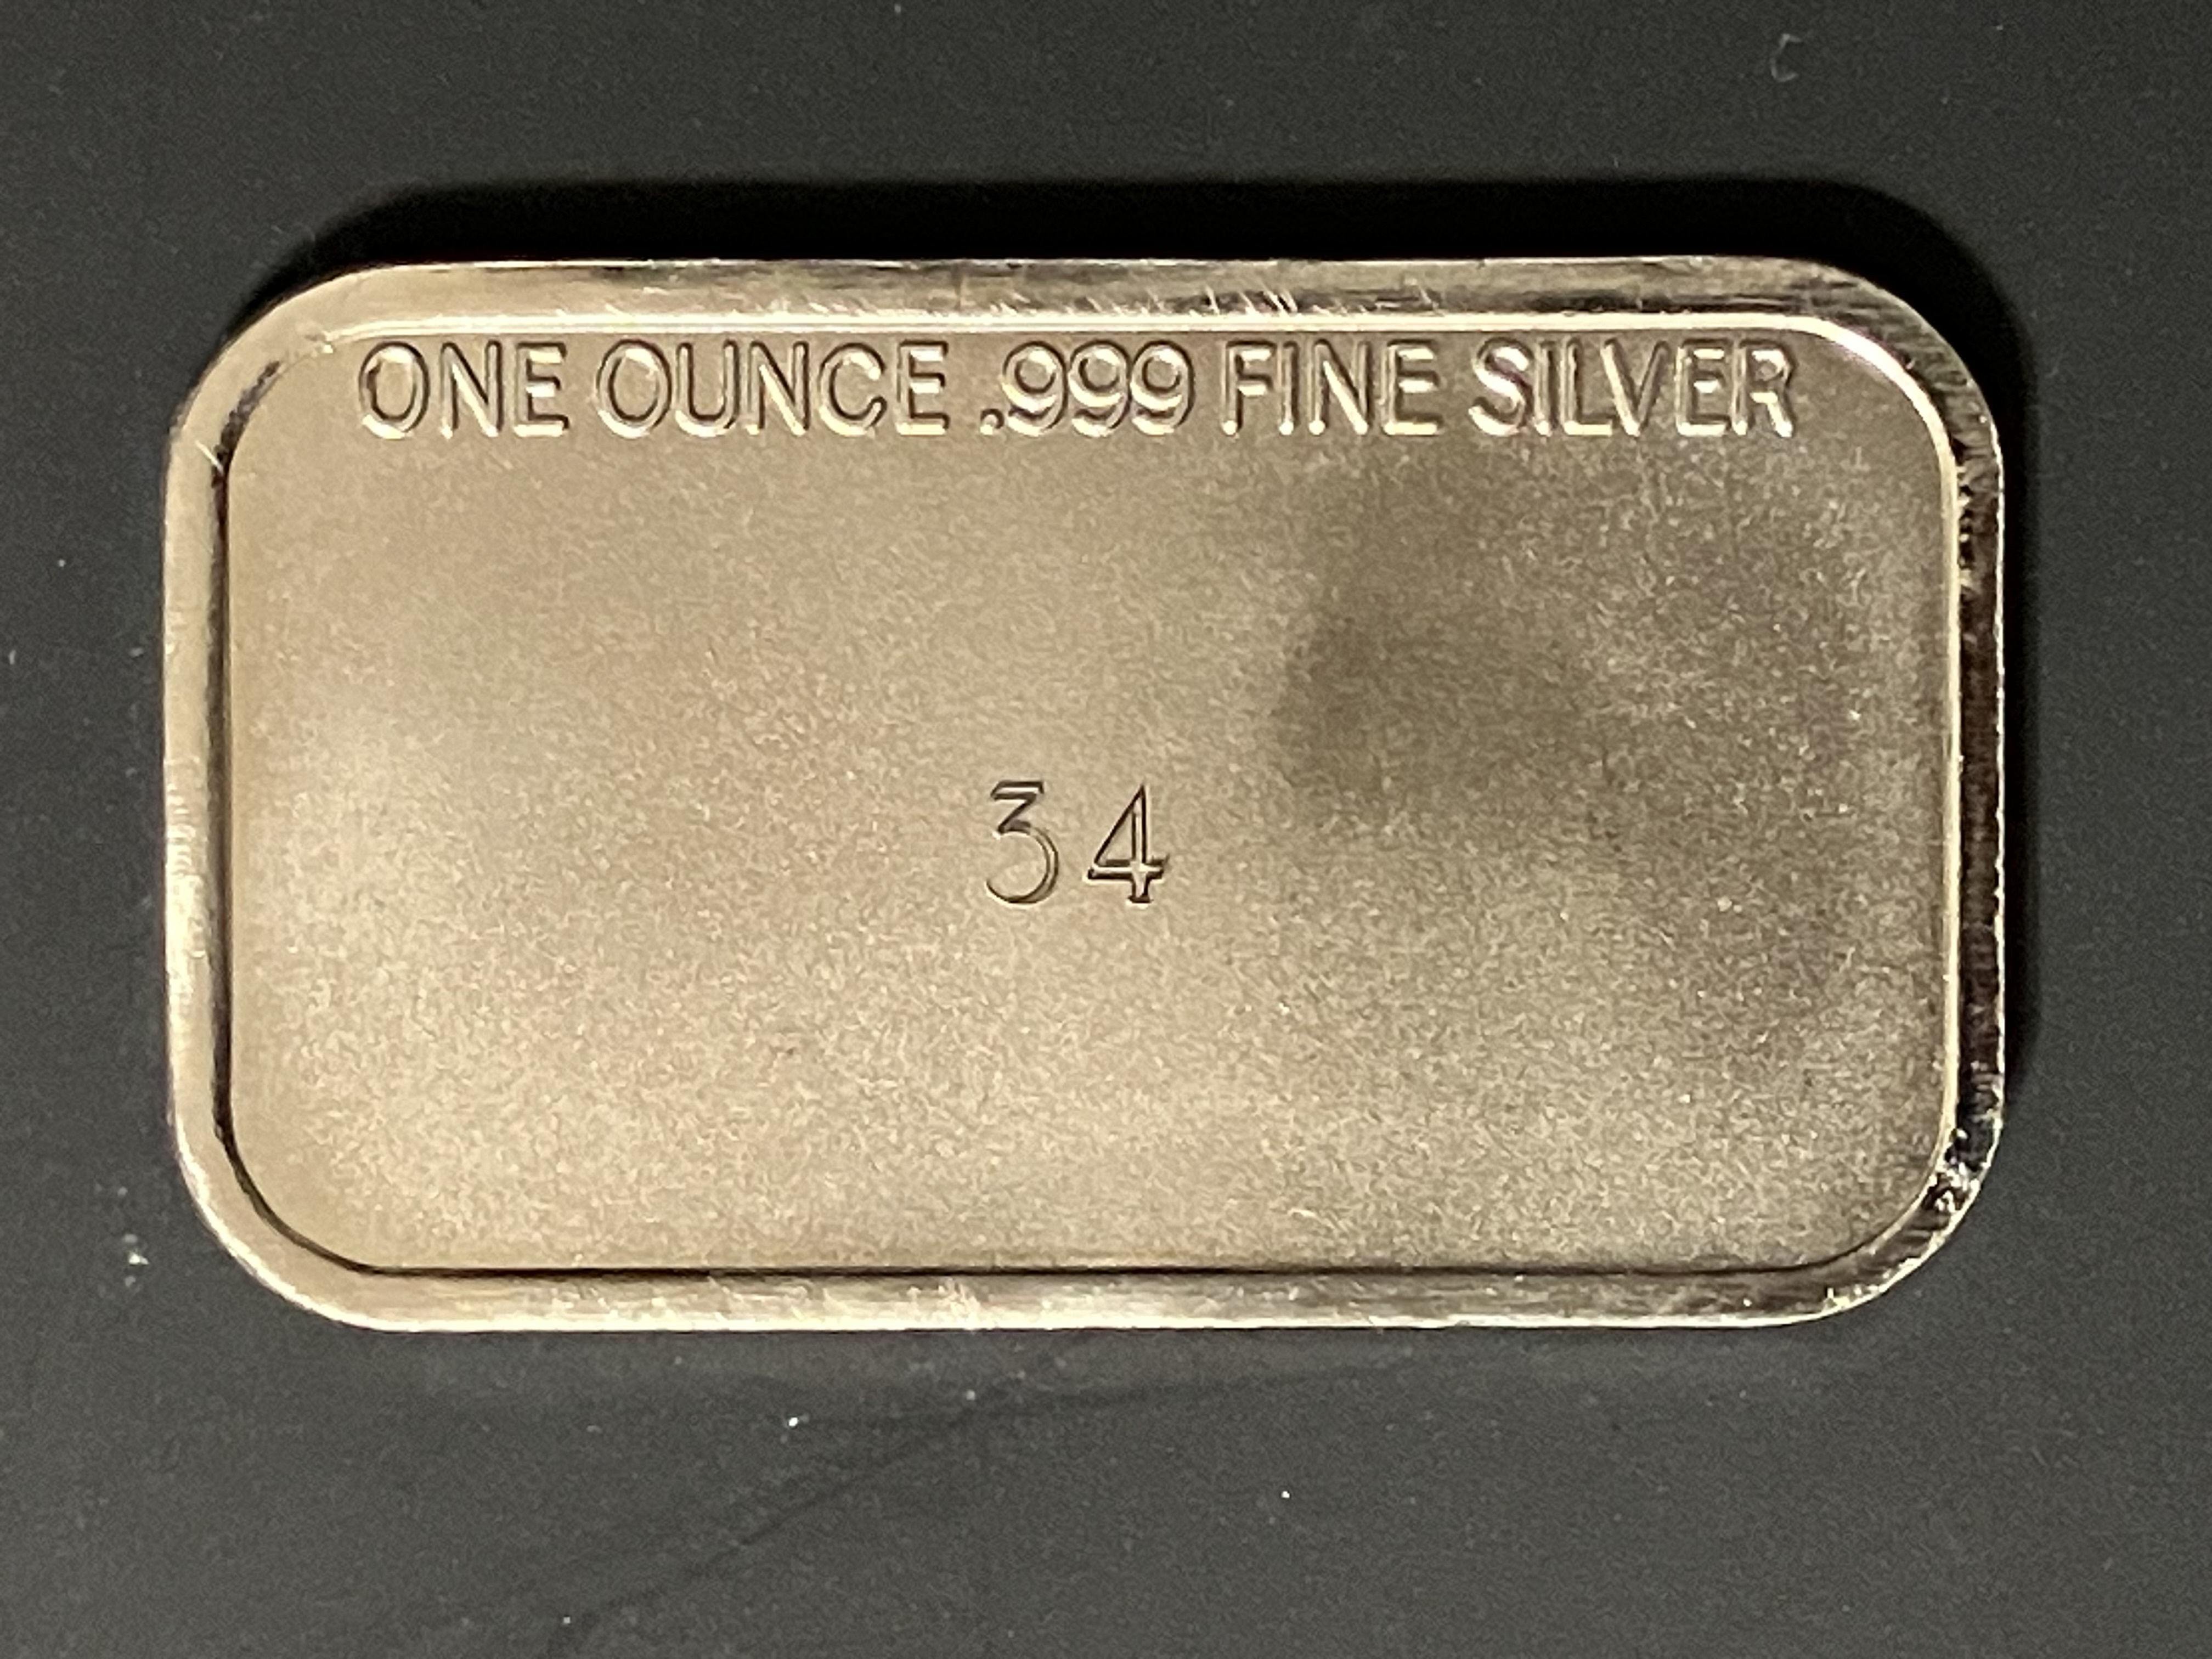 ONE OUNCE .999 FINE SILVER
34